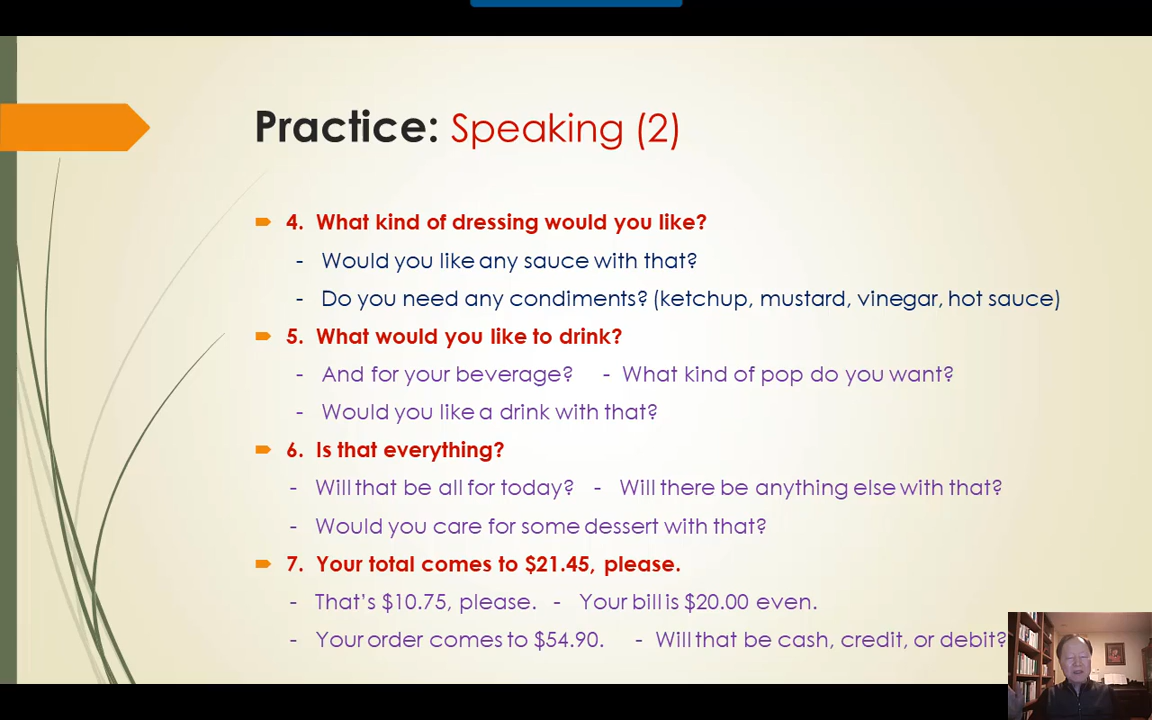 Practice: Speaking (2)
4. What kind of dressing would you like?
- Would you like any sauce with that?
- Do you need any condiments? (ketchup, mustard, vinegar, hot sauce)
5. What would you like to drink?
- And for your beverage? - What kind of pop do you want?
- Would you like a drink with that?
6. Is that everything?
- Will that be all for today? - Will there be anything else with that?
- Would you care for some dessert with that?
7. Your total comes to $21.45, please.
- That's $10.75, please. - Your bill is $20.00 even.
- Your order comes to $54.90. - Will that be cash, credit, or debit?